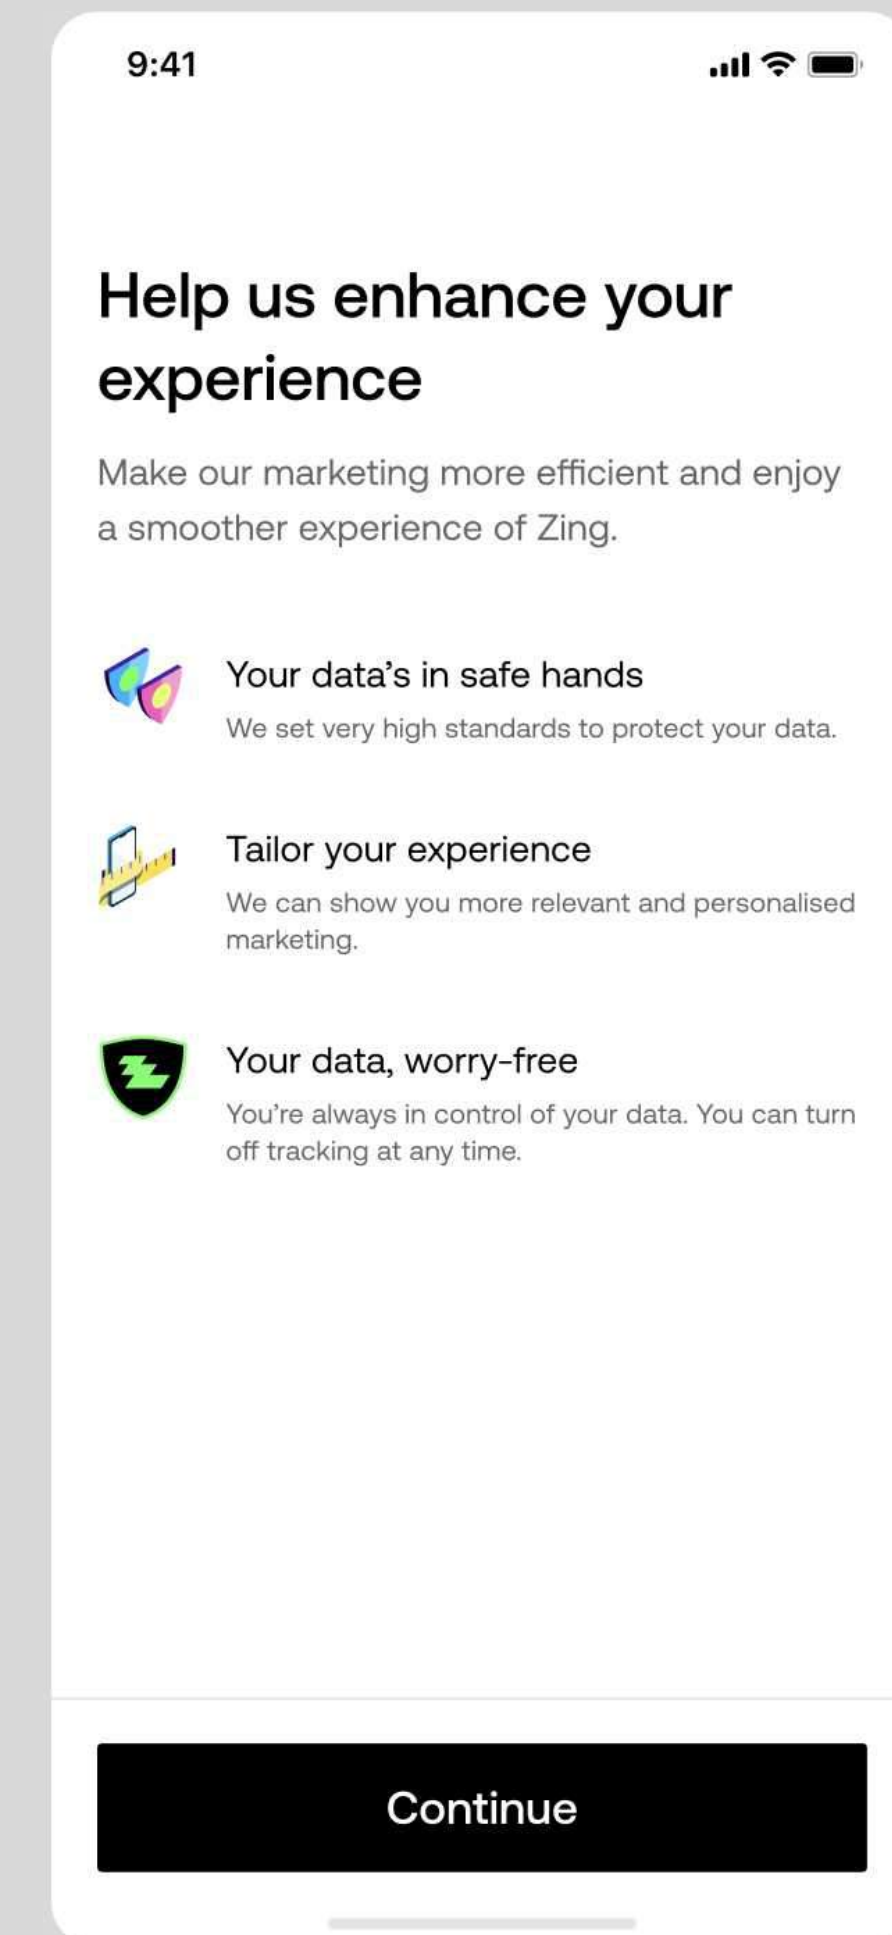 9:41
Help us enhance your
experience
Make our marketing more efficient and enjoy
a smoother experience of Zing.
Your data’s in safe hands
We set very high standards to protect your data.
Tailor your experience
We can show you more relevant and personalised
marketing.
Your data, worry-free
You’re always in control of your data. You can turn
off tracking at any time.
Continue